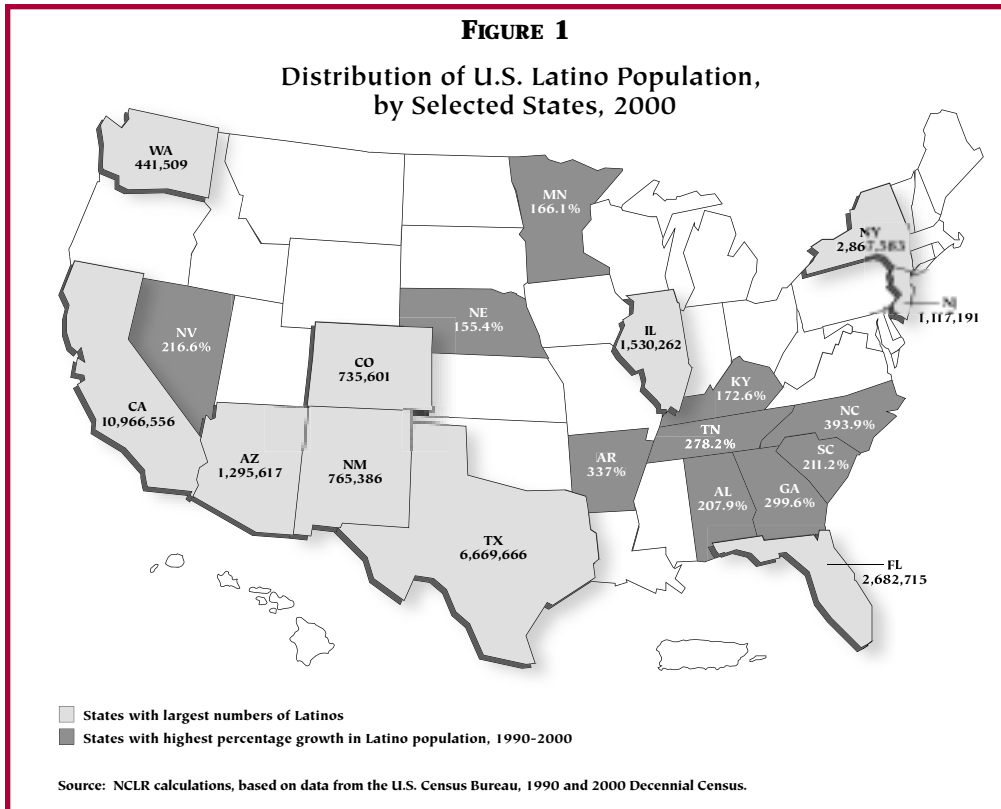 FIGURE 1
Distribution of U.S. Latino Population,
by Selected States, 2000
WA
441,509
MN
166.1%
NY
2,867,583
NJ
1,117,191
NE
155.4%
NV
216.6%
IL
1,530,262
CO
735,601
KY
172.6%
CA
10,966,556
NC
393.9%
TN
278.2%
AZ
1,295,617
NM
765,386
SC
211.2%
AR
337%
AL
207.9%
GA
299.6%
TX
6,669,666
FL
2,682,715
States with largest numbers of Latinos
States with highest percentage growth in Latino population, 1990-2000
Source: NCLR calculations, based on data from the U.S. Census Bureau, 1990 and 2000 Decennial Census.